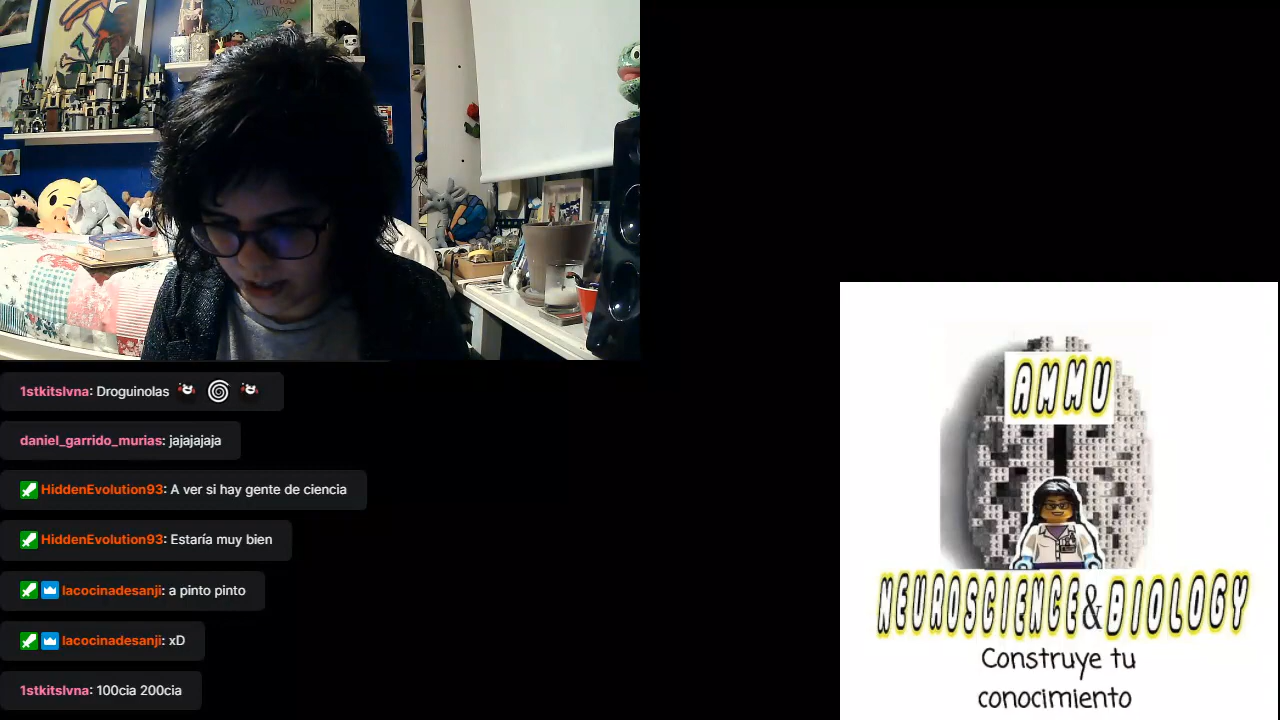 1stkitslvna: Droguinolas
daniel_garrido_murias: jajajajaja
HiddenEvolution93: A ver si hay gente de ciencia
HiddenEvolution93: Estaría muy bien
lacocinadesanji: a pinto pinto
lacocinadesanji: xD
1stkitslvna: 100cia 200cia
AMMU
NEUROSCIENCE&BIOLOGY
Construye tu
conocimiento